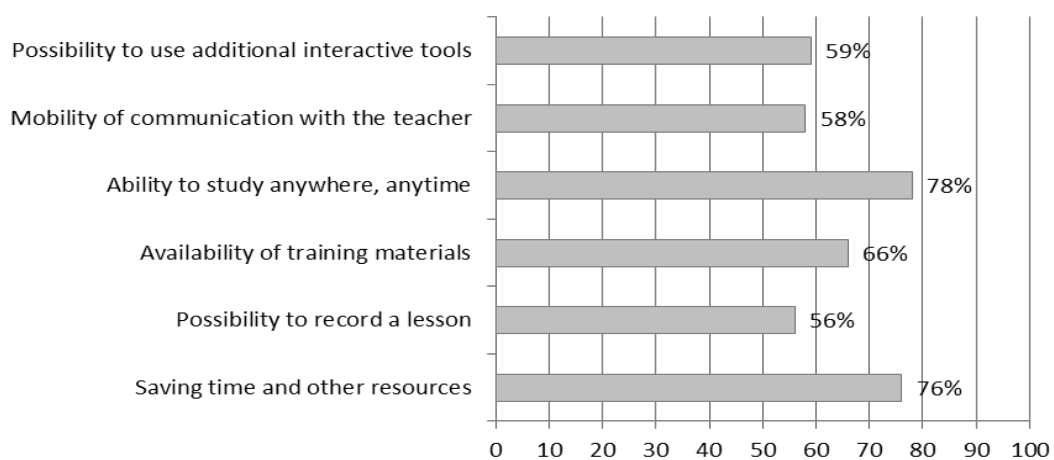 Possibility to use additional interactive tools 59%
Mobility of communication with the teacher 58%
Ability to study anywhere, anytime 78%
Availability of training materials 66%
Possibility to record a lesson 56%
Saving time and other resources 76%
0 10 20 30 40 50 60 70 80 90 100